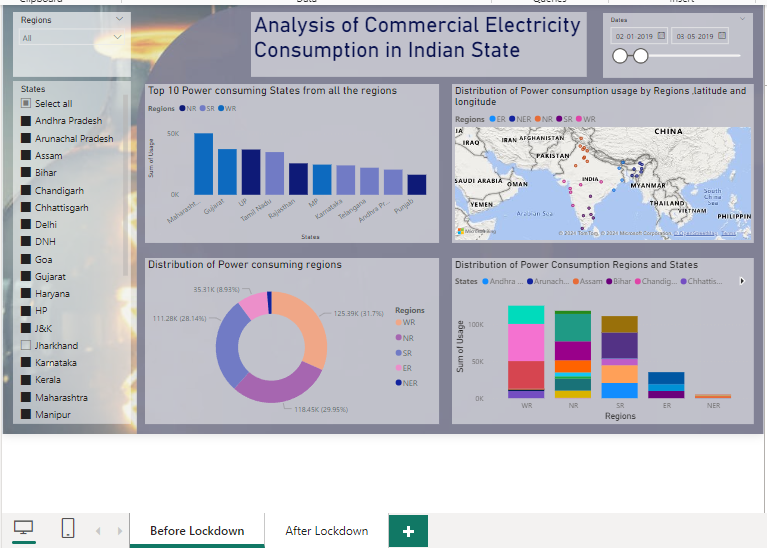 Clipboard
Data
Queries
Insert
Regions
All
Analysis of Commercial Electricity
Consumption in Indian State
Dates
02-01-2019
03-05-2019
States
Select all
Andhra Pradesh
Arunachal Pradesh
Assam
Bihar
Chandigarh
Chhattisgarh
Delhi
DNH
Goa
Gujarat
Haryana
HP
J&K
Jharkhand
Karnataka
Kerala
Maharashtra
Manipur
Top 10 Power consuming States from all the regions
Regions NR SR WR
Sum of Usage
50K
0K
Maharasht...
Gujarat
UP
Tamil Nadu
Rajasthan
MP
Karnataka
Telangana
Andhra Pr...
Punjab
States
Distribution of Power consumption usage by Regions ,latitude and
longitude
Regions ER NER NR SR WR
IRAQ
IRAN
AFGHANISTAN
CHINA
PAKISTAN
SAUDI ARABIA
OMAN
INDIA
MYANMAR
YEMEN
THAILAND
VIETNAM
South
China
Sea
PHILIPPIN
Arabian Sea
Microsoft Bing
© 2021 TomTom, © 2021 Microsoft Corporation, © OpenStreetMap Terms
Distribution of Power consuming regions
35.31K (8.93%)
111.28K (28.14%)
125.39K (31.7%)
118.45K (29.95%)
Regions
WR
NR
SR
ER
NER
Distribution of Power Consumption Regions and States
States Andhra ... Arunach... Assam Bihar Chandig... Chhattis...
Sum of Usage
100K
50K
0K
WR
NR
SR
ER
NER
Regions
Before Lockdown
After Lockdown
+